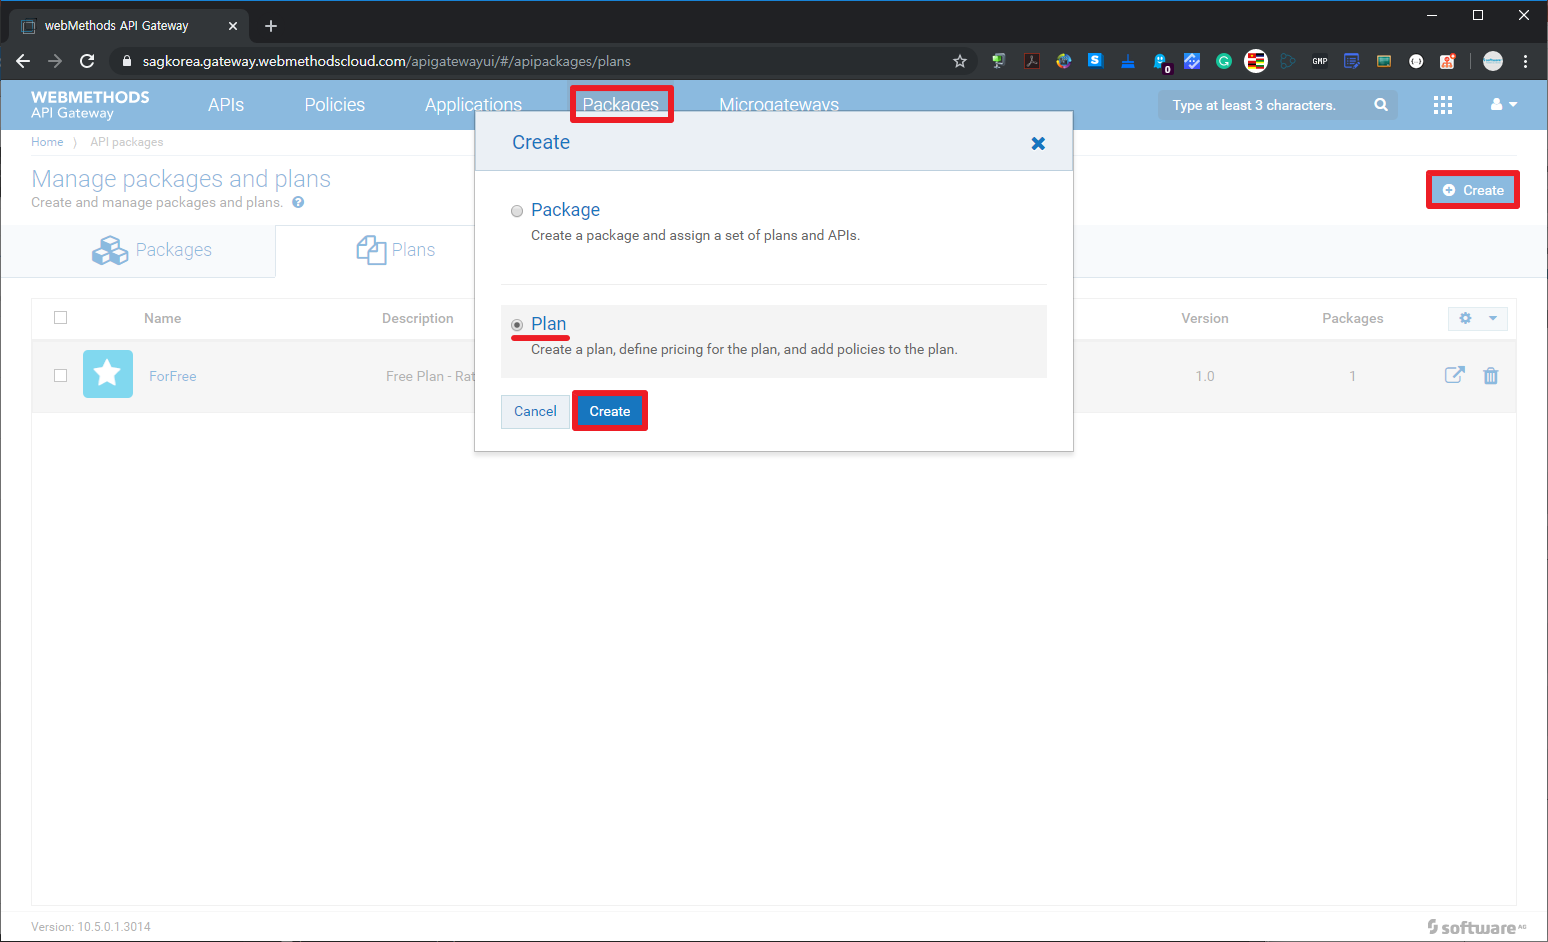 webMethods API Gateway
sagkorea.gateway.webmethodscloud.com/apigatewayui/#/apipackages/plans
S
0
G
GMP
WEBMETHODS
API Gateway
APIs
Policies
Applications
Packages
Microgateways
Type at least 3 characters.
Home
API packages
Manage packages and plans
Create and manage packages and plans.
Create
Packages
Plans
Create
Package
Create a package and assign a set of plans and APIs.
Plan
Create a plan, define pricing for the plan, and add policies to the plan.
Cancel
Create
Name
Description
Version
Packages
ForFree
Free Plan - Rat
1.0
1
Version: 10.5.0.1.3014
software AG